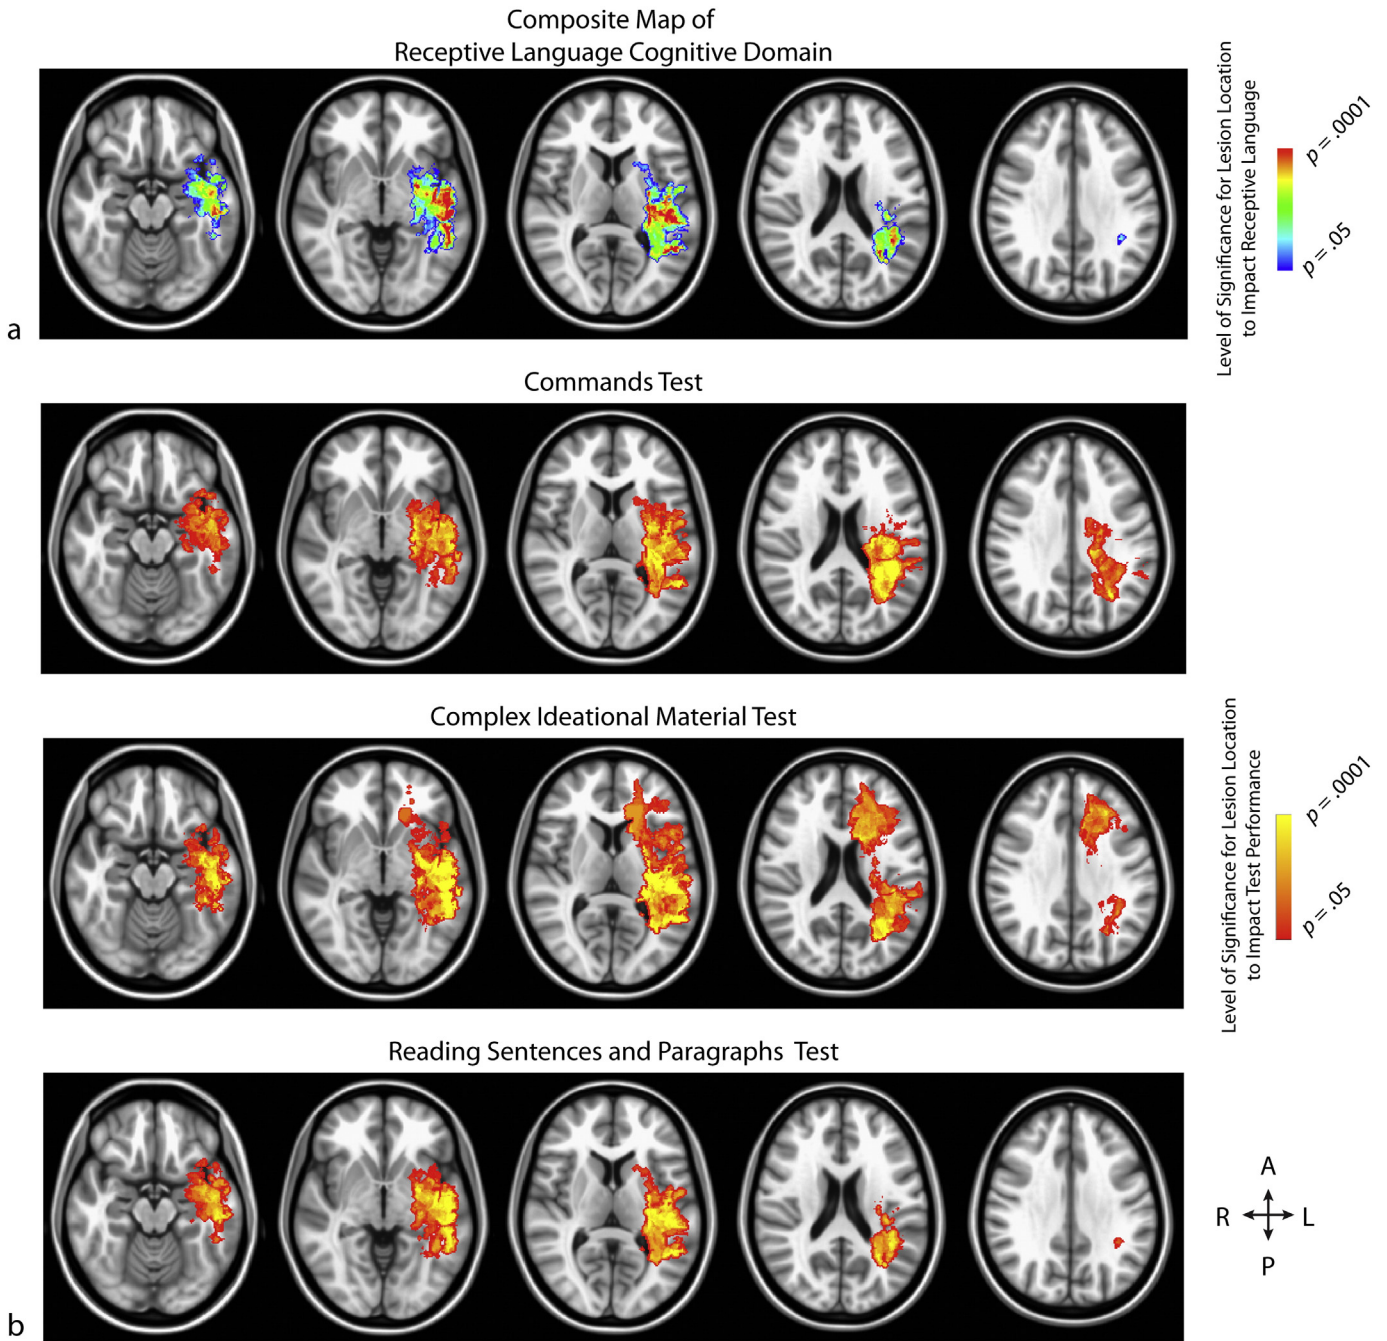 Composite Map of
Receptive Language Cognitive Domain
Level of Significance for Lesion Location
to Impact Receptive Language
p = .0001
p = .05
a
Commands Test
Complex Ideational Material Test
Level of Significance for Lesion Location
to Impact Test Performance
p = .0001
p = .05
Reading Sentences and Paragraphs Test
A
R L
P
b